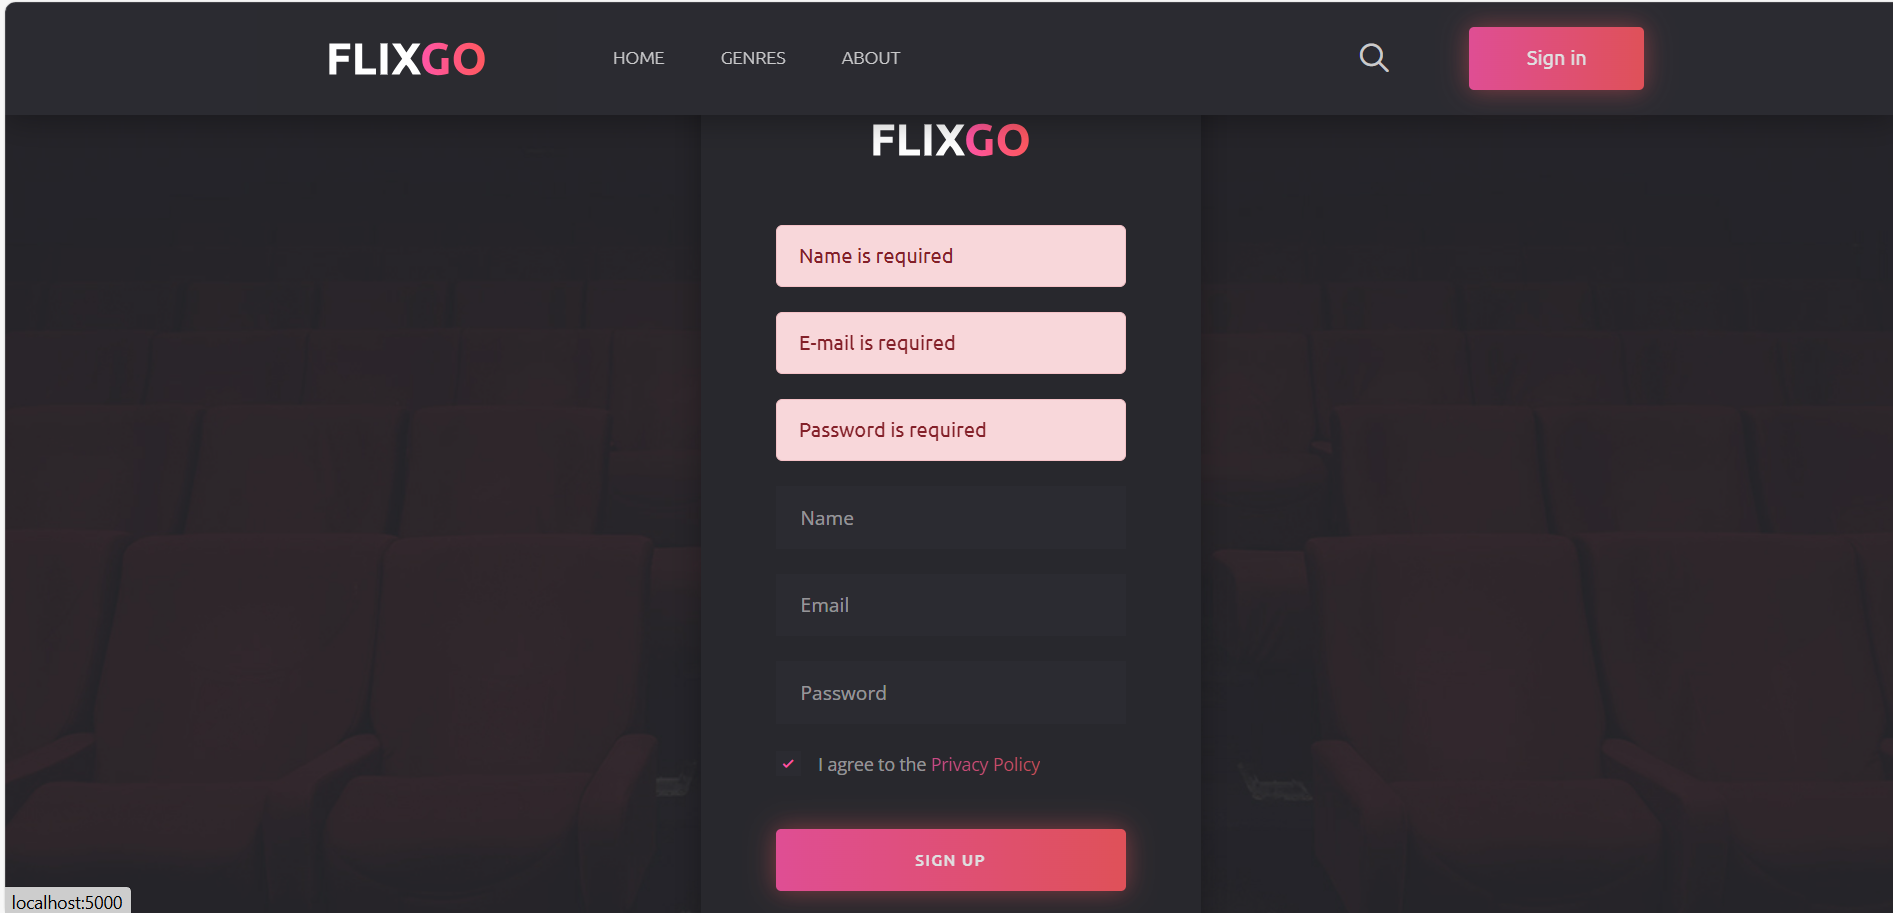 FLIXGO
HOME
GENRES
ABOUT
Sign in
FLIXGO
Name is required
E-mail is required
Password is required
Name
Email
Password
I agree to the Privacy Policy
SIGN UP
localhost:5000